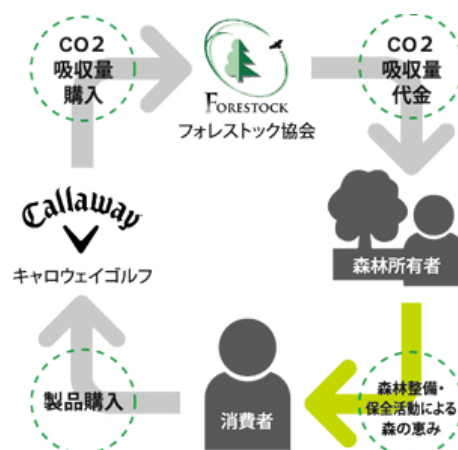 CO2
吸収量
購入
FORESTOCK
フォレストック協会
CO2
吸収量
代金
Callaway
キャロウェイゴルフ
森林所有者
製品購入
消費者
森林整備・
保全活動による
森の恵み